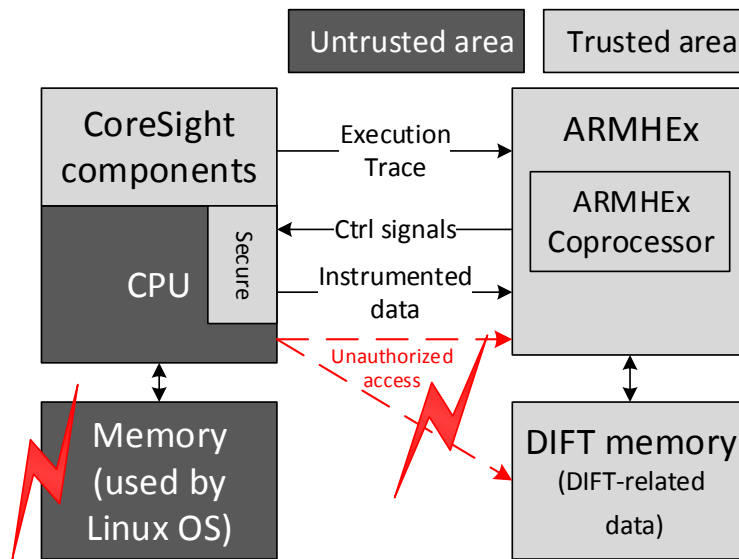 Untrusted area
Trusted area
CoreSight
components
Execution
Trace
ARMHEx
ARMHEx
Coprocessor
Secure
Ctrl signals
CPU
Instrumented
data
Unauthorized
access
Memory
(used by
Linux OS)
DIFT memory
(DIFT-related
data)